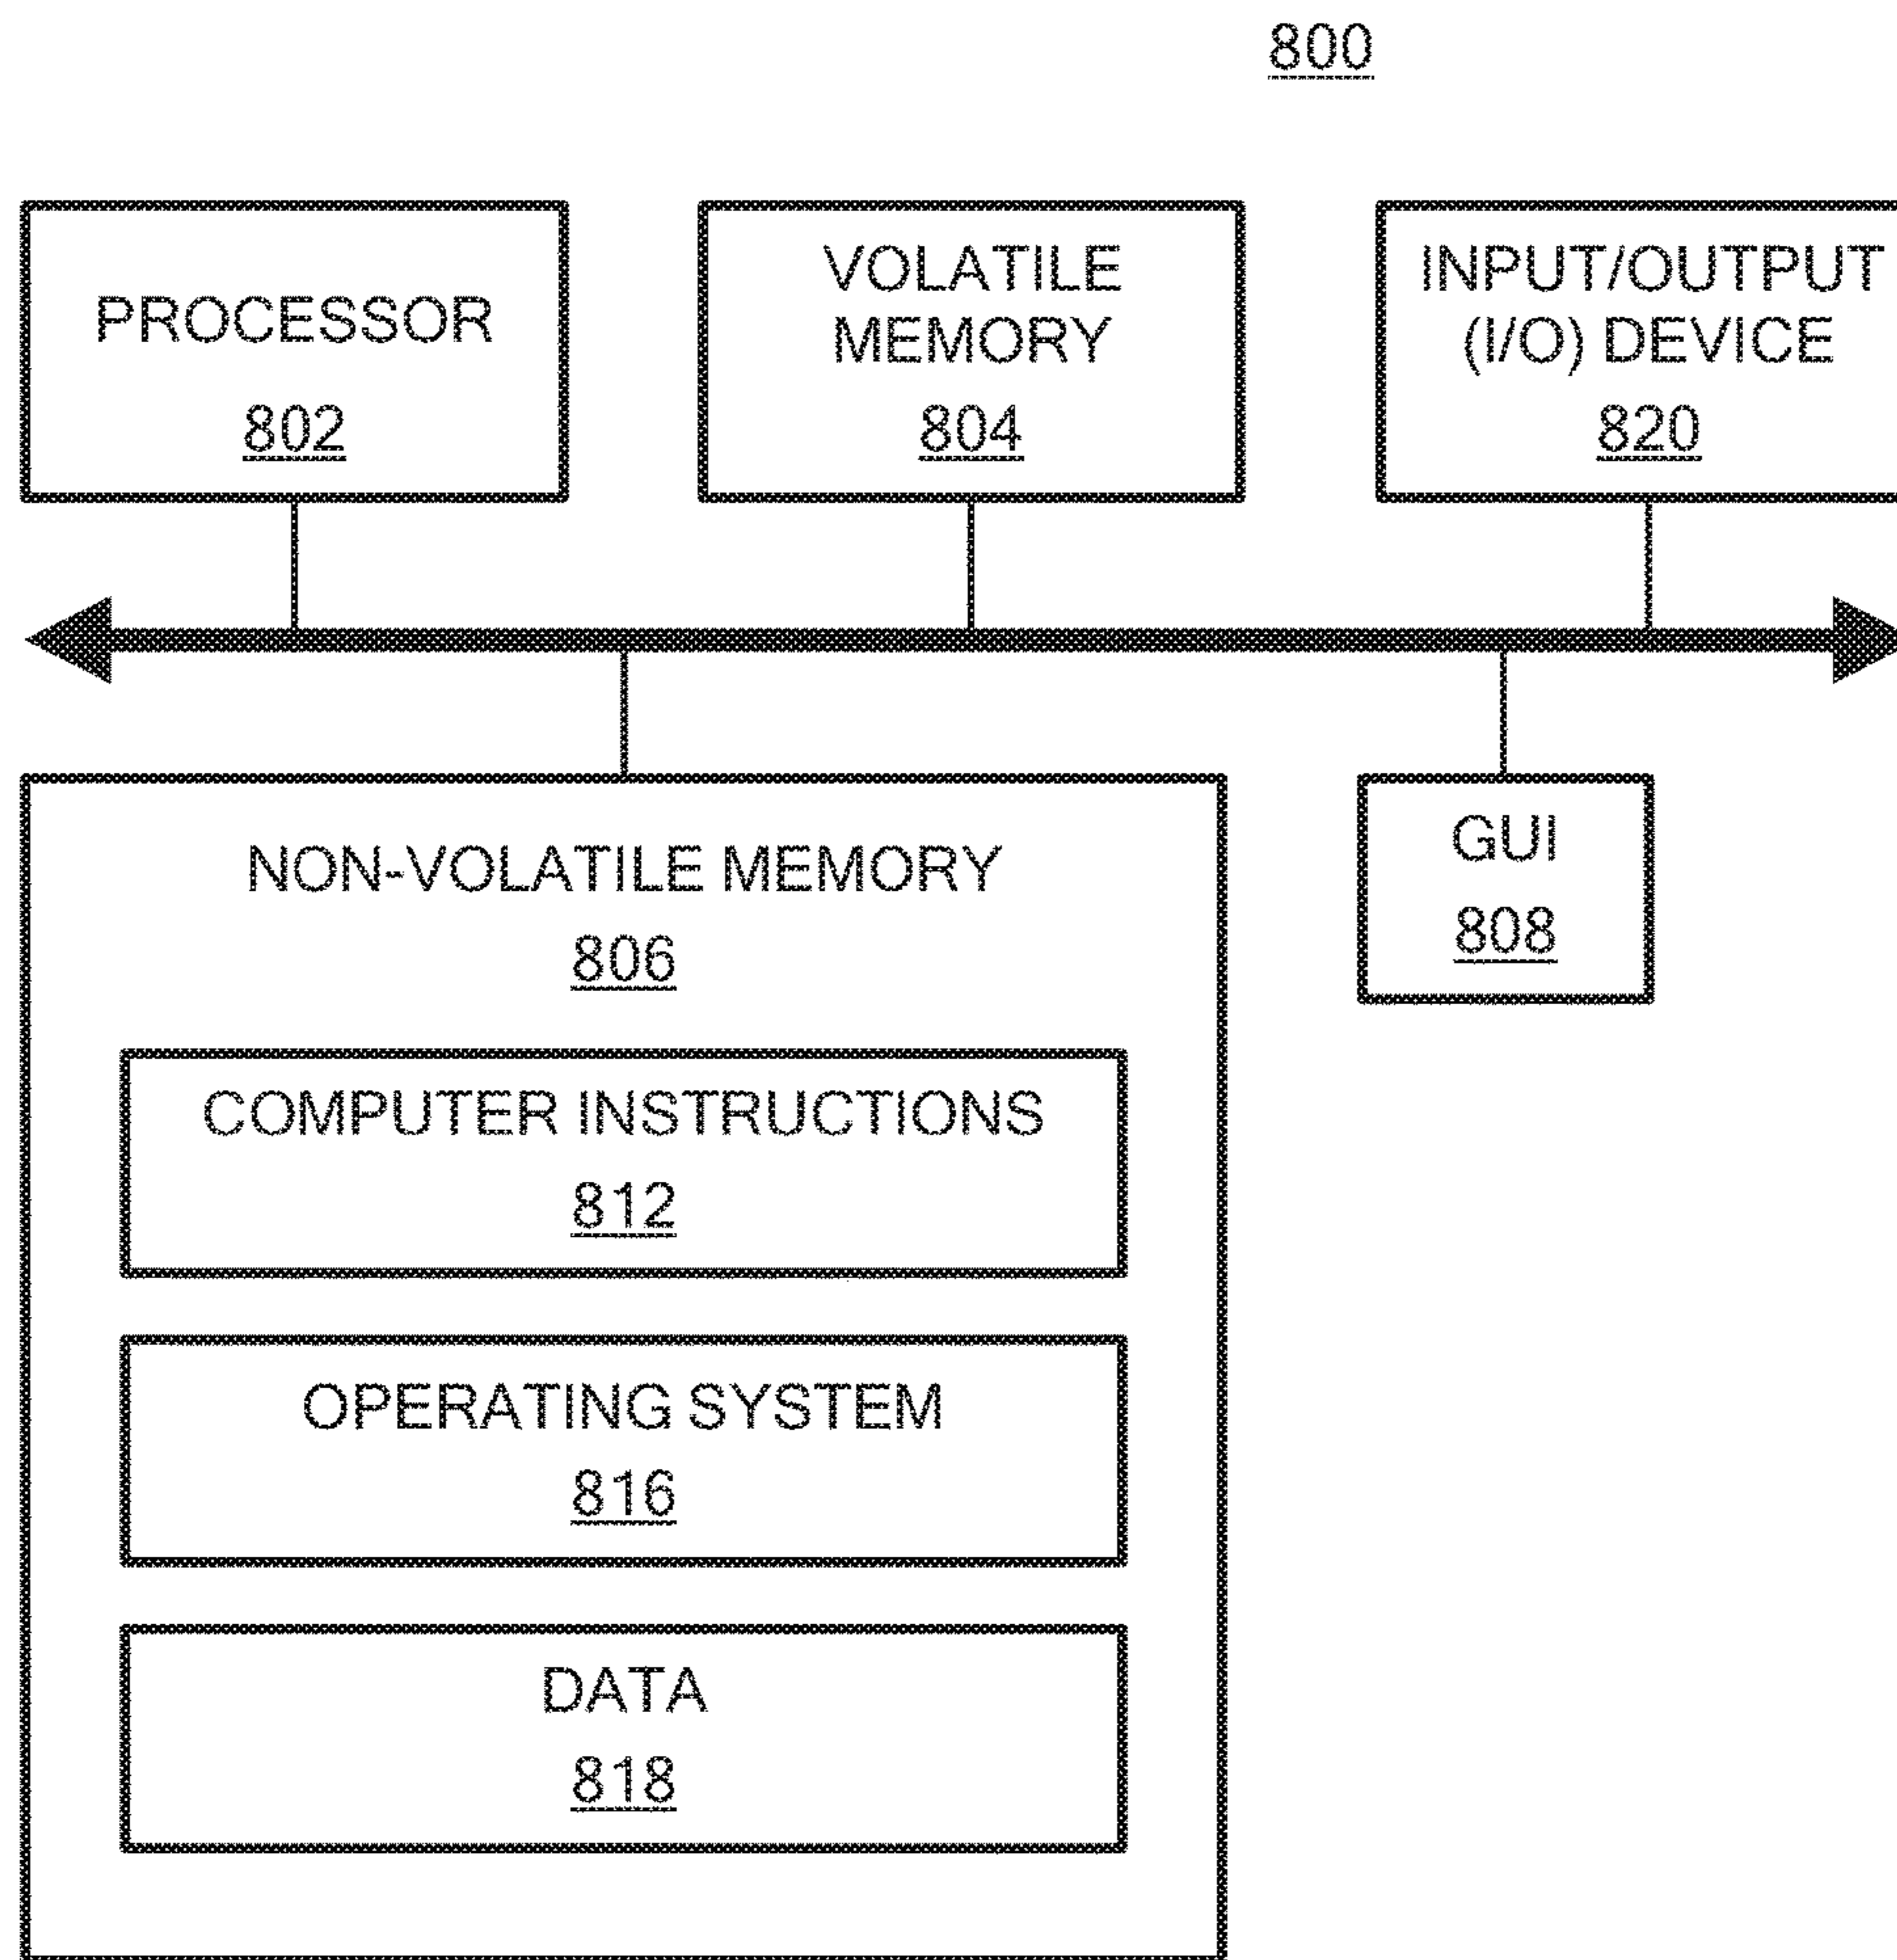 800
PROCESSOR
802
VOLATILE
MEMORY
804
INPUT/OUTPUT
(I/O) DEVICE
820
NON-VOLATILE MEMORY
806
GUI
808
COMPUTER INSTRUCTIONS
812
OPERATING SYSTEM
816
DATA
818